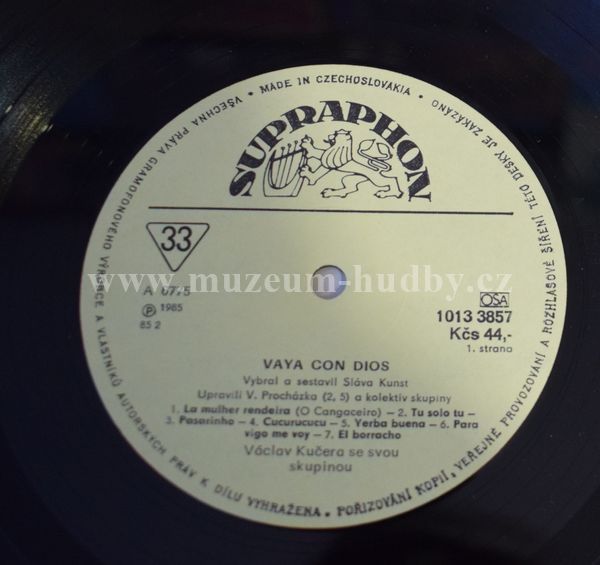 VŠECHNA PRÁVA GRAMOFONOVÉHO VÝROBCE A VLASTNÍKŮ AUTORSKÝCH PRÁV K DÍLU VYHRAŽENA. POŘIZOVÁNÍ KOPIÍ, VEŘEJNÉ PROVOZOVÁNÍ A ROZHLASOVÉ ŠÍŘENÍ TÉTO DESKY JE ZAKÁZÁNO
• MADE IN CZECHOSLOVAKIA •
SUPRAPHON
33
www.muzeum-hudby.cz
A 0775
Ⓟ 1985
85 2
OSA
1013 3857
Kčs 44,-
1. strana
VAYA CON DIOS
Vybral a sestavil Sláva Kunst
Upravili V. Procházka (2, 5) a kolektiv skupiny
1. La mulher rendeira (O Cangaceiro) – 2. Tu solo tu –
3. Pasarinho – 4. Cucurucucu – 5. Yerba buena – 6. Para
vigo me voy – 7. El borracho
Václav Kučera se svou
skupinou